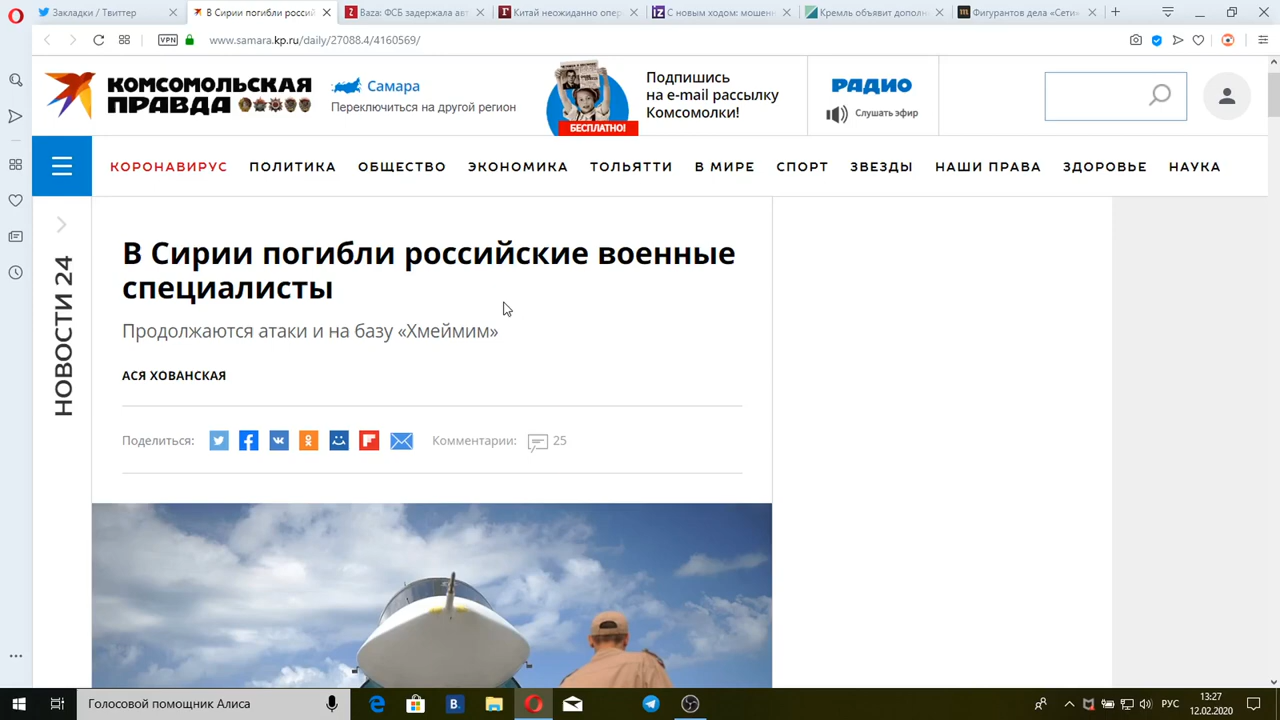 Закладки / Твиттер
В Сирии погибли россий
Baza: ФСБ задержала авт
Китай неожиданно опер
С новым ходом: мошен
Кремль объявит дополн
Фигурантов дела «Сети»
VPN
www.samara.kp.ru/daily/27088.4/4160569/
КОМСОМОЛЬСКАЯ
ПРАВДА
Самара
Переключиться на другой регион
БЕСПЛАТНО!
Подпишись
на e-mail рассылку
Комсомолки!
РАДИО
Слушать эфир
КОРОНАВИРУС ПОЛИТИКА ОБЩЕСТВО ЭКОНОМИКА ТОЛЬЯТТИ В МИРЕ СПОРТ ЗВЕЗДЫ НАШИ ПРАВА ЗДОРОВЬЕ НАУКА
НОВОСТИ 24
В Сирии погибли российские военные
специалисты
Продолжаются атаки и на базу «Хмеймим»
АСЯ ХОВАНСКАЯ
Поделиться:
Комментарии: 25
Голосовой помощник Алиса
РУС
13:27
12.02.2020